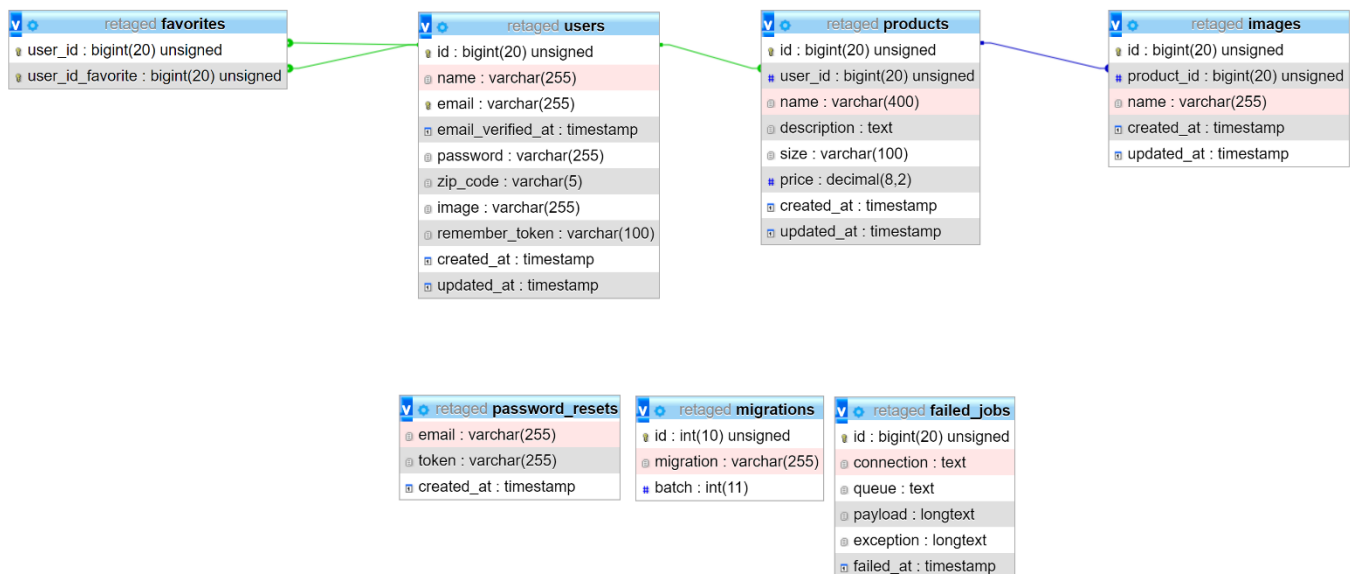 retaged favorites
user_id : bigint(20) unsigned
user_id_favorite : bigint(20) unsigned
retaged users
id : bigint(20) unsigned
name : varchar(255)
email : varchar(255)
email_verified_at : timestamp
password : varchar(255)
zip_code : varchar(5)
image : varchar(255)
remember_token : varchar(100)
created_at : timestamp
updated_at : timestamp
retaged products
id : bigint(20) unsigned
user_id : bigint(20) unsigned
name : varchar(400)
description : text
size : varchar(100)
price : decimal(8,2)
created_at : timestamp
updated_at : timestamp
retaged images
id : bigint(20) unsigned
product_id : bigint(20) unsigned
name : varchar(255)
created_at : timestamp
updated_at : timestamp
retaged password_resets
email : varchar(255)
token : varchar(255)
created_at : timestamp
retaged migrations
id : int(10) unsigned
migration : varchar(255)
batch : int(11)
retaged failed_jobs
id : bigint(20) unsigned
connection : text
queue : text
payload : longtext
exception : longtext
failed_at : timestamp